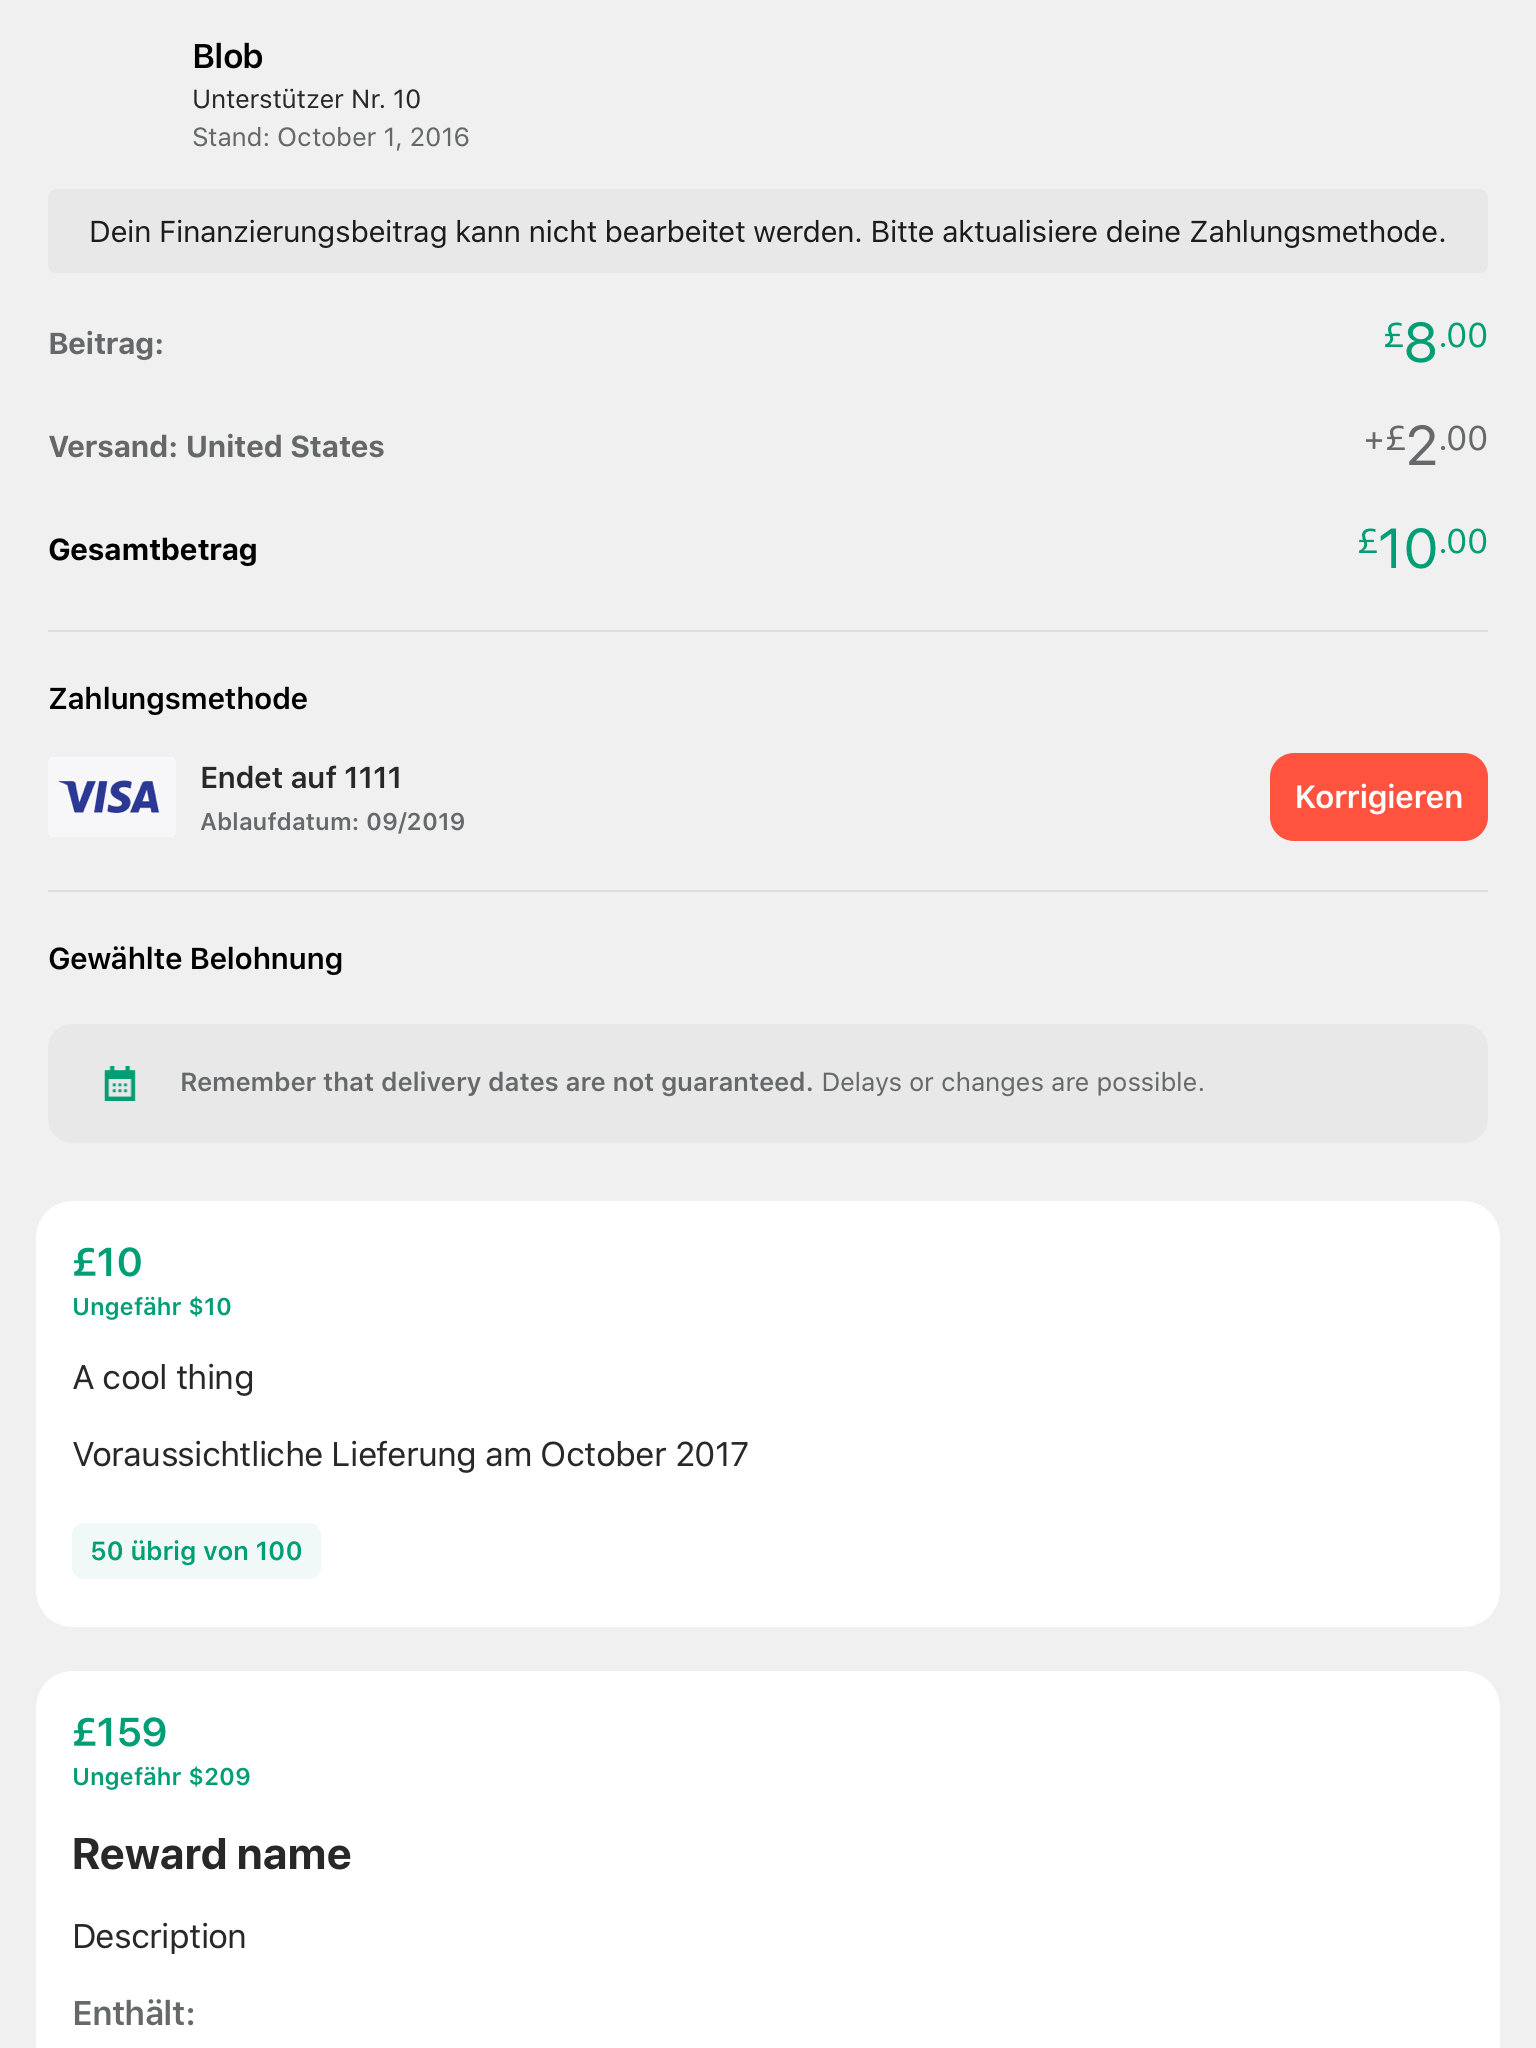 Blob
Unterstützer Nr. 10
Stand: October 1, 2016
Dein Finanzierungsbeitrag kann nicht bearbeitet werden. Bitte aktualisiere deine Zahlungsmethode.
Beitrag: £8.00
Versand: United States +£2.00
Gesamtbetrag £10.00
Zahlungsmethode
VISA
Endet auf 1111
Ablaufdatum: 09/2019
Korrigieren
Gewählte Belohnung
Remember that delivery dates are not guaranteed. Delays or changes are possible.
£10
Ungefähr $10
A cool thing
Voraussichtliche Lieferung am October 2017
50 übrig von 100
£159
Ungefähr $209
Reward name
Description
Enthält: